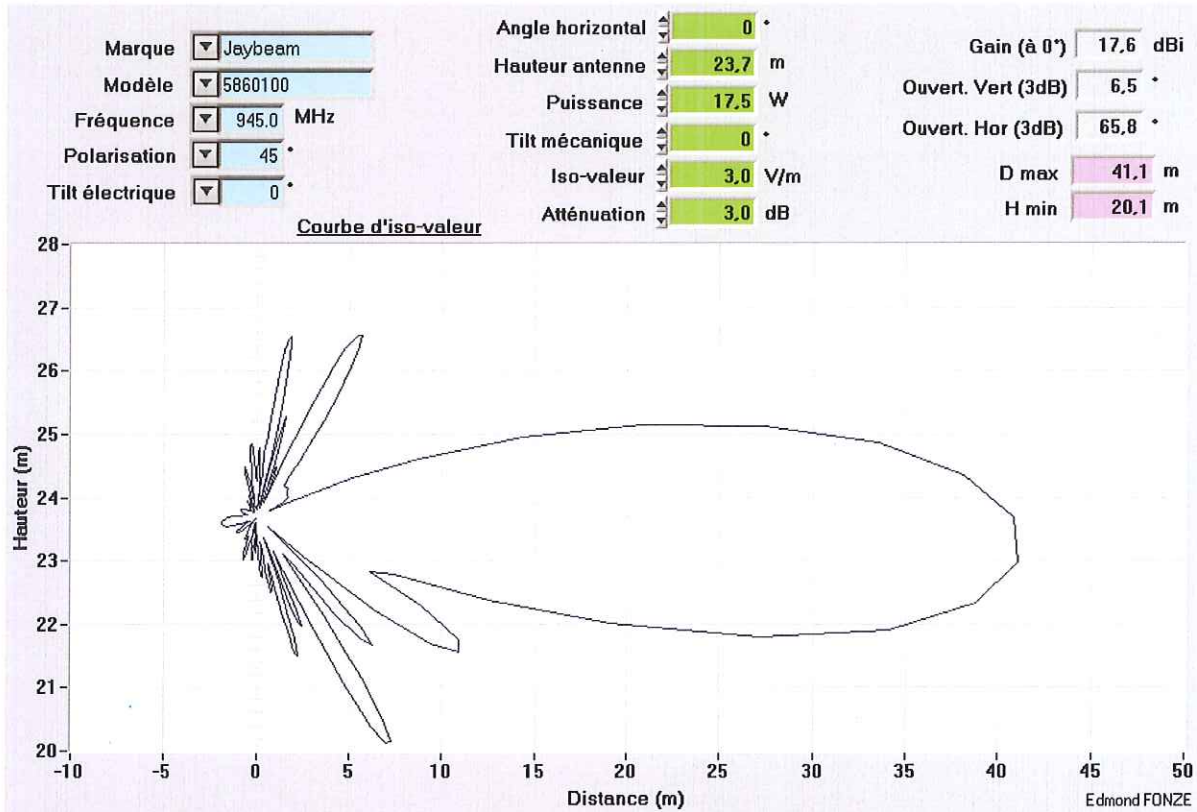 Marque Jaybeam
Modèle 5860100
Fréquence 945.0 MHz
Polarisation 45 °
Tilt électrique 0 °
Angle horizontal 0 °
Hauteur antenne 23,7 m
Puissance 17,5 W
Tilt mécanique 0 °
Iso-valeur 3,0 V/m
Atténuation 3,0 dB
Gain (à 0°) 17,6 dBi
Ouvert. Vert (3dB) 6,5 °
Ouvert. Hor (3dB) 65,8 °
D max 41,1 m
H min 20,1 m
Courbe d'iso-valeur
Hauteur (m)
28
27
26
25
24
23
22
21
20
-10 -5 0 5 10 15 20 25 30 35 40 45 50
Distance (m)
Edmond FONZE